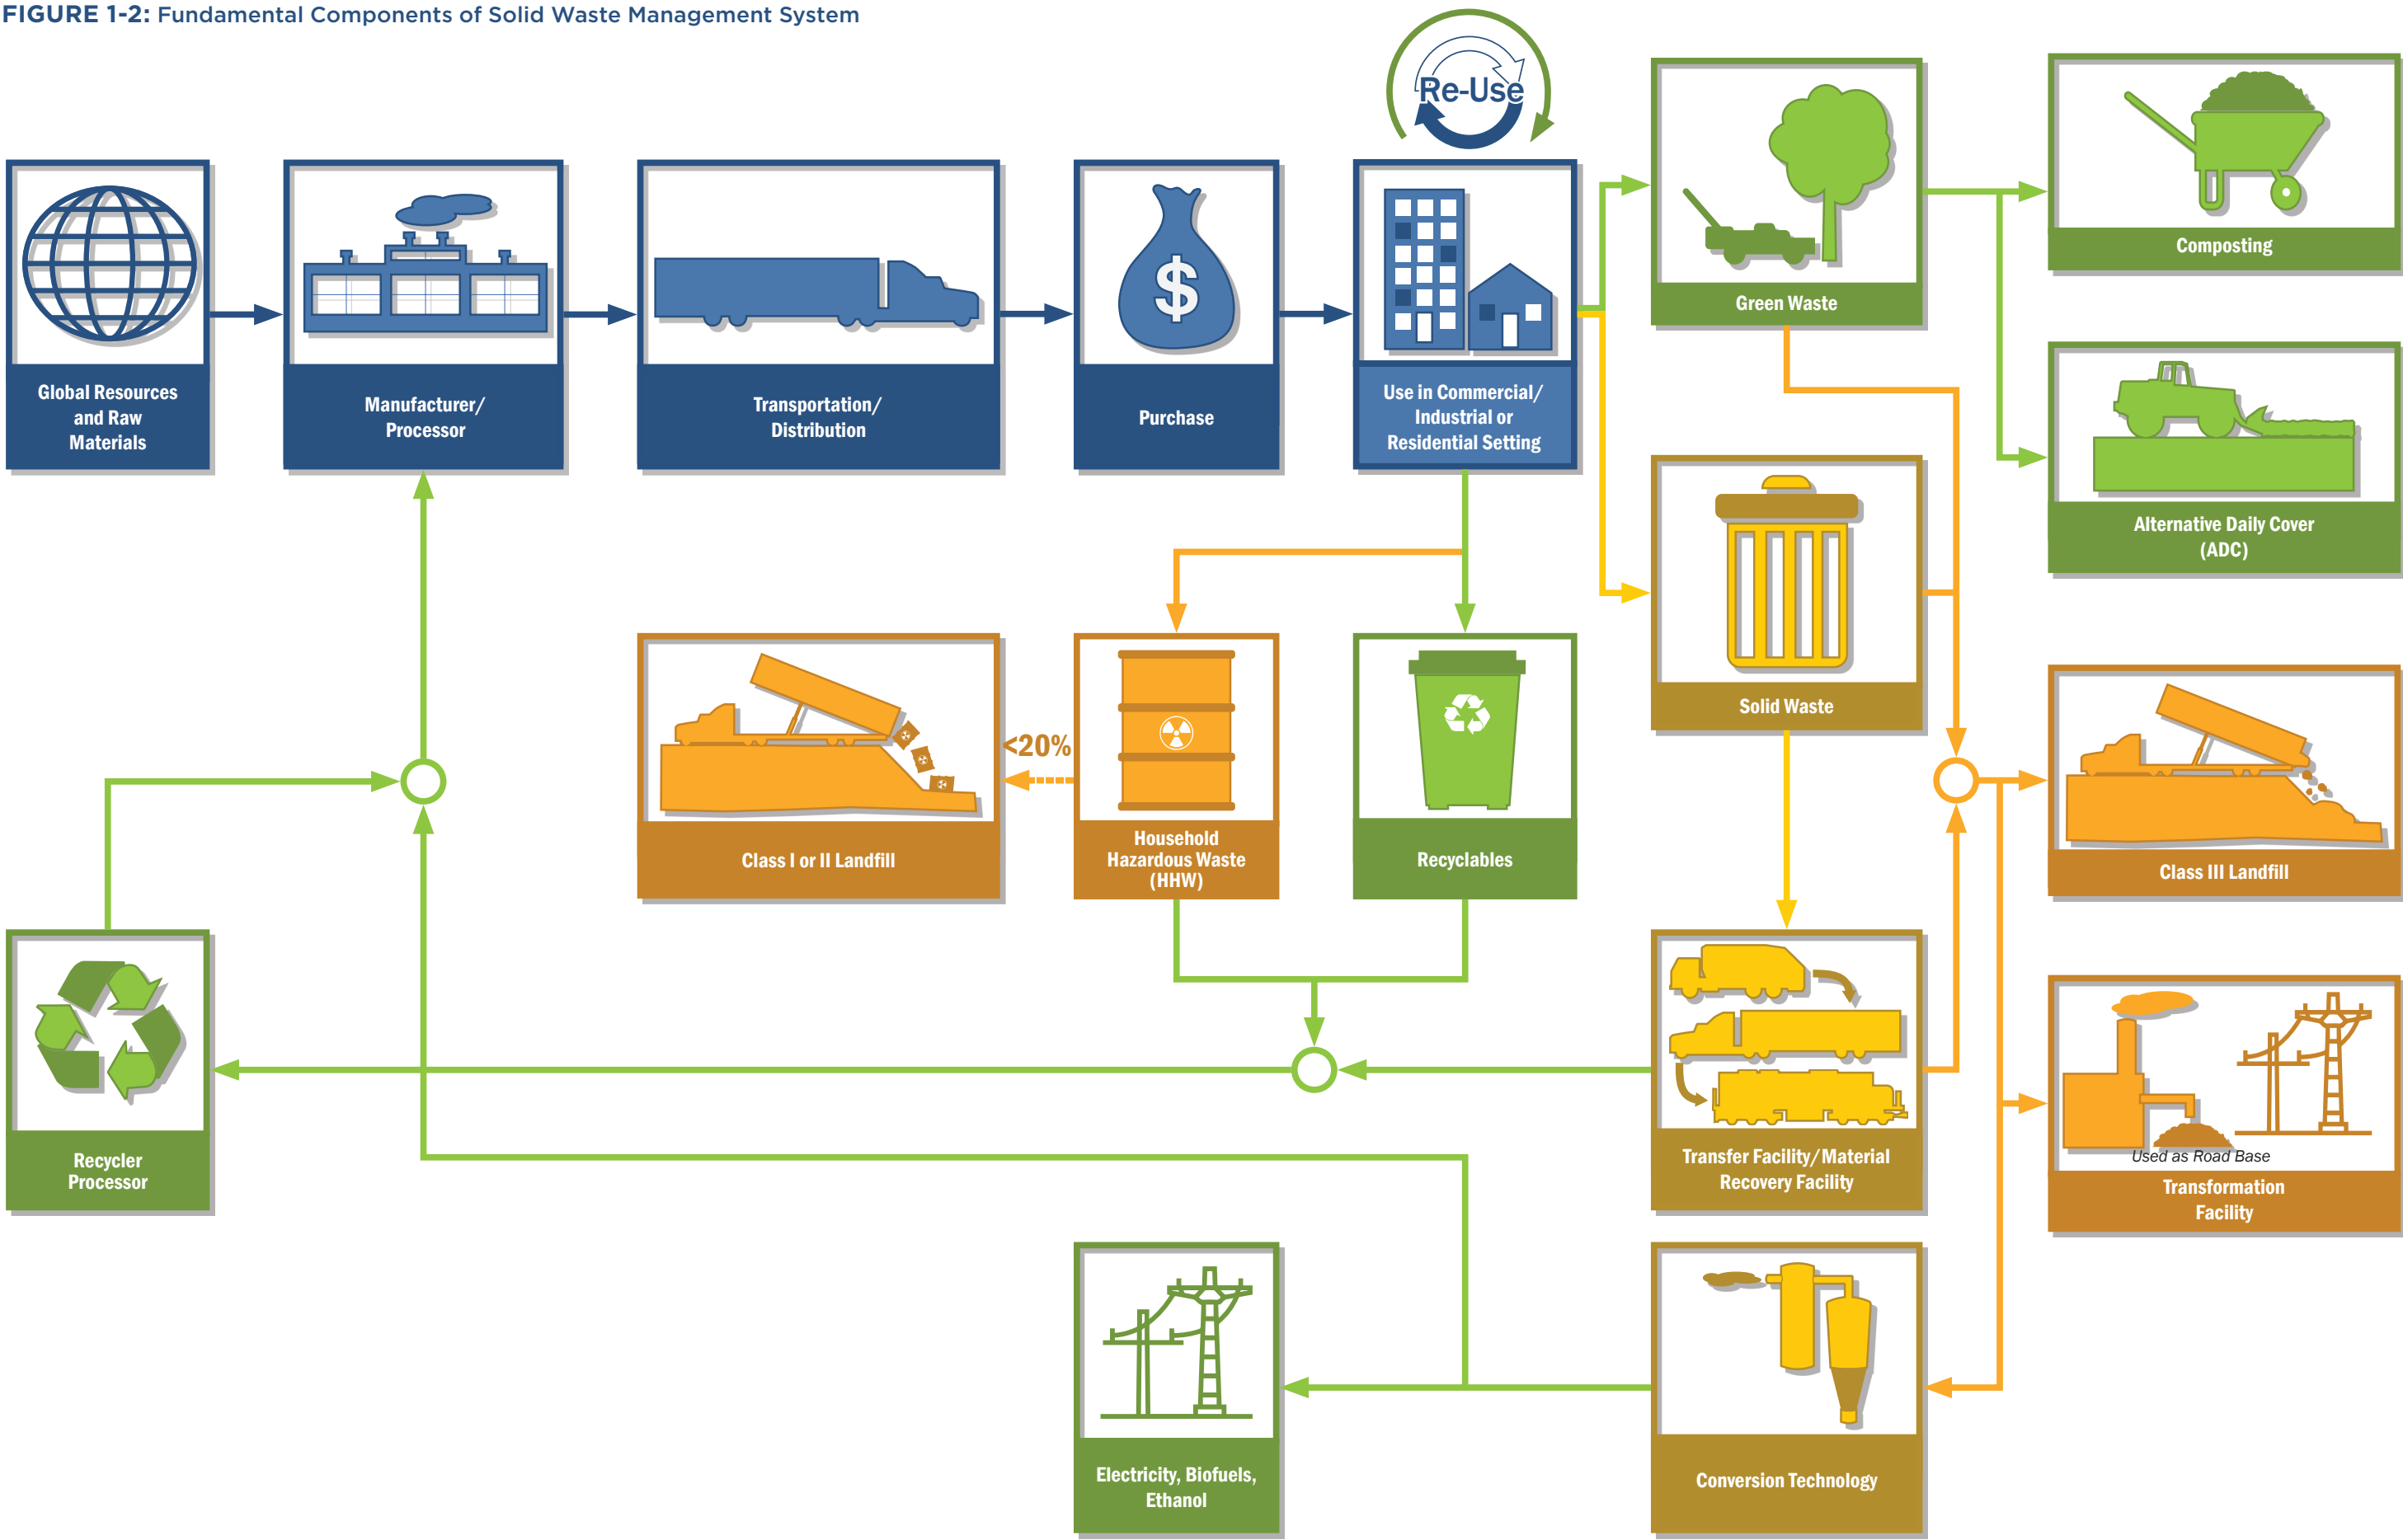 FIGURE 1-2: Fundamental Components of Solid Waste Management System
Re-Use
Global Resources
and Raw
Materials
Manufacturer/
Processor
Transportation/
Distribution
$
Purchase
Use in Commercial/
Industrial or
Residential Setting
Green Waste
Composting
Alternative Daily Cover
(ADC)
Solid Waste
<20%
Class I or II Landfill
Household
Hazardous Waste
(HHW)
Recyclables
Class III Landfill
Recycler
Processor
Transfer Facility/Material
Recovery Facility
Used as Road Base
Transformation
Facility
Electricity, Biofuels,
Ethanol
Conversion Technology